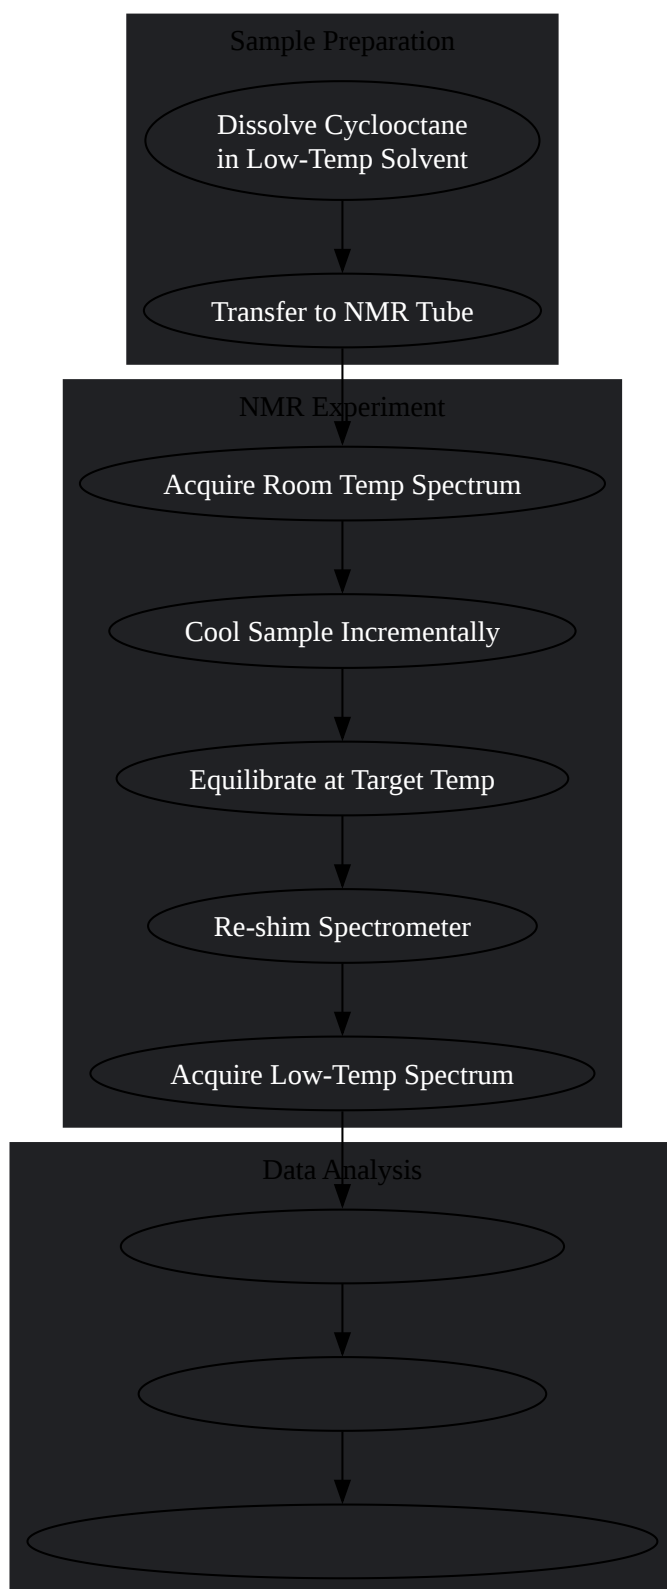 Sample Preparation
Dissolve Cyclooctane
in Low-Temp Solvent
Transfer to NMR Tube
NMR Experiment
Acquire Room Temp Spectrum
Cool Sample Incrementally
Equilibrate at Target Temp
Re-shim Spectrometer
Acquire Low-Temp Spectrum
Data Analysis